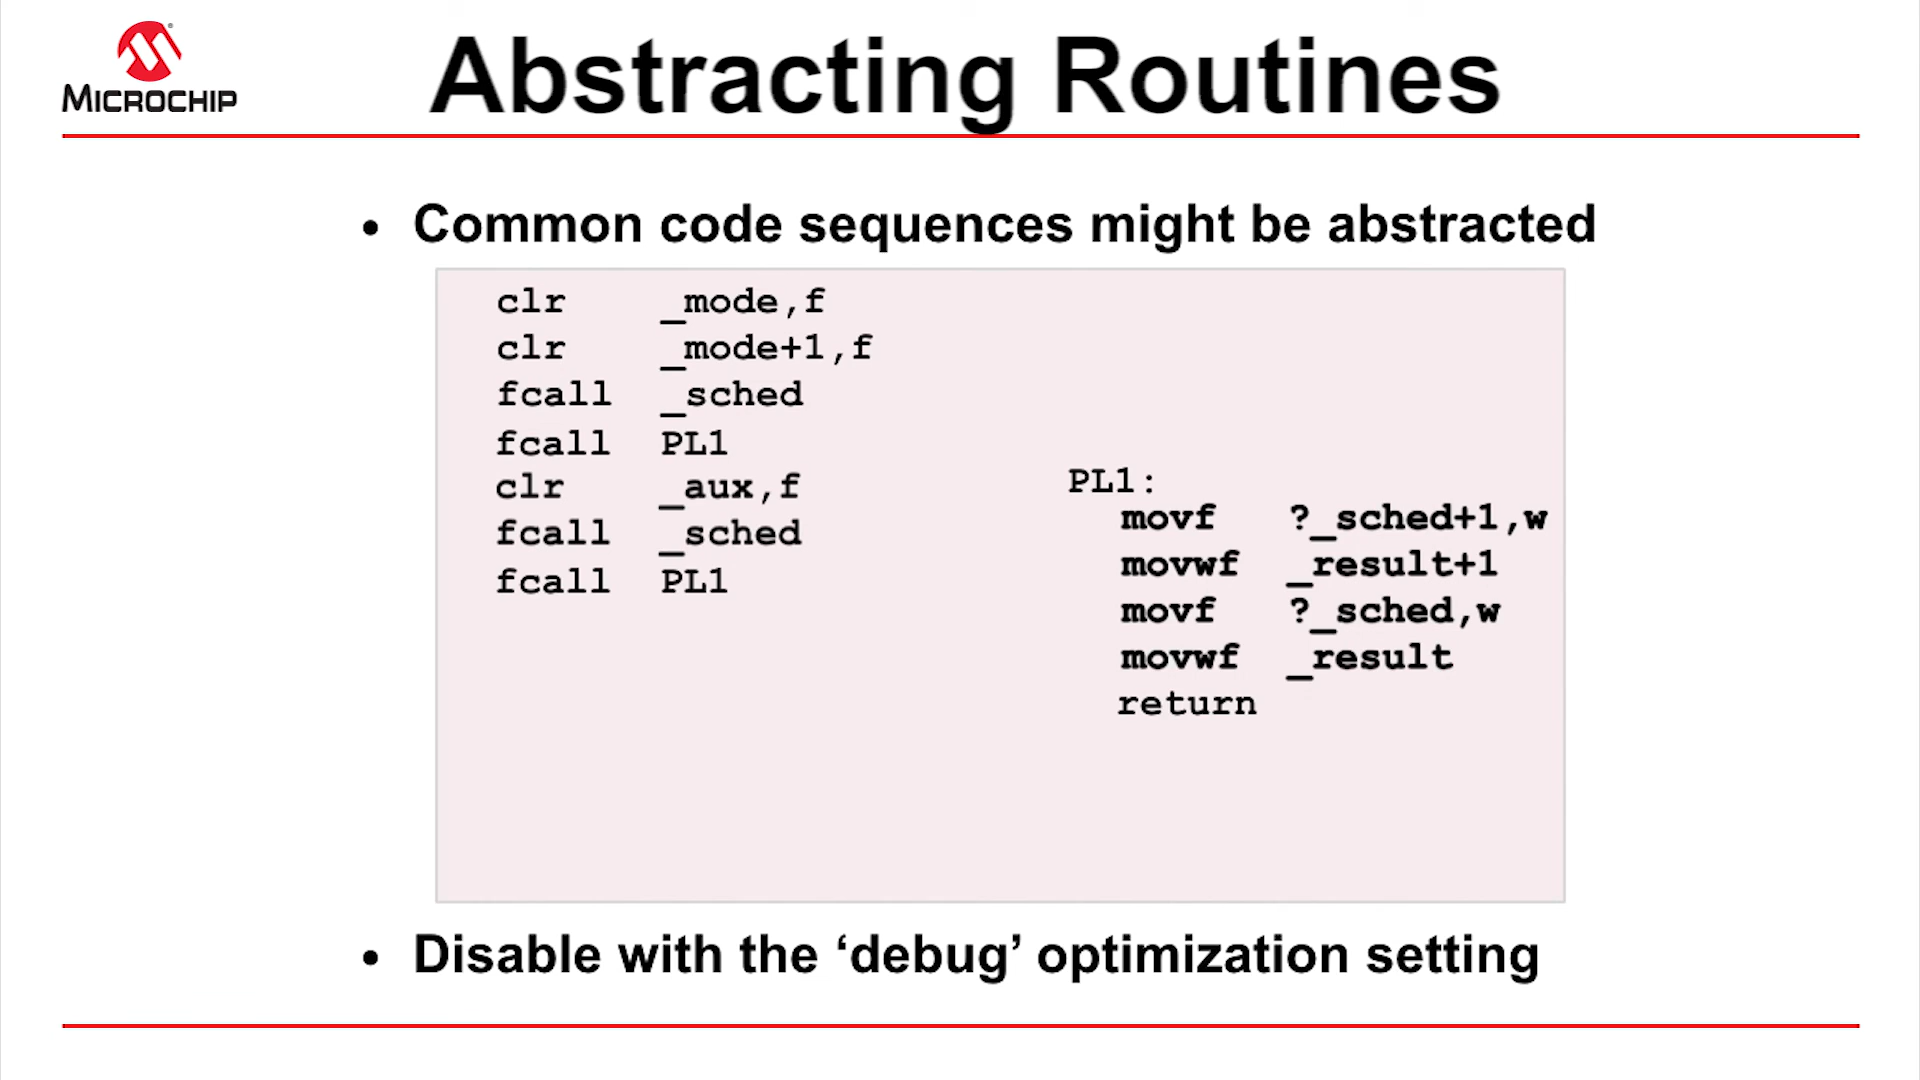 MICROCHIP
Abstracting Routines
• Common code sequences might be abstracted
clr _mode,f
clr _mode+1,f
fcall _sched
fcall PL1
clr _aux,f
fcall _sched
fcall PL1
PL1:
movf ?_sched+1,w
movwf _result+1
movf ?_sched,w
movwf _result
return
• Disable with the ‘debug’ optimization setting